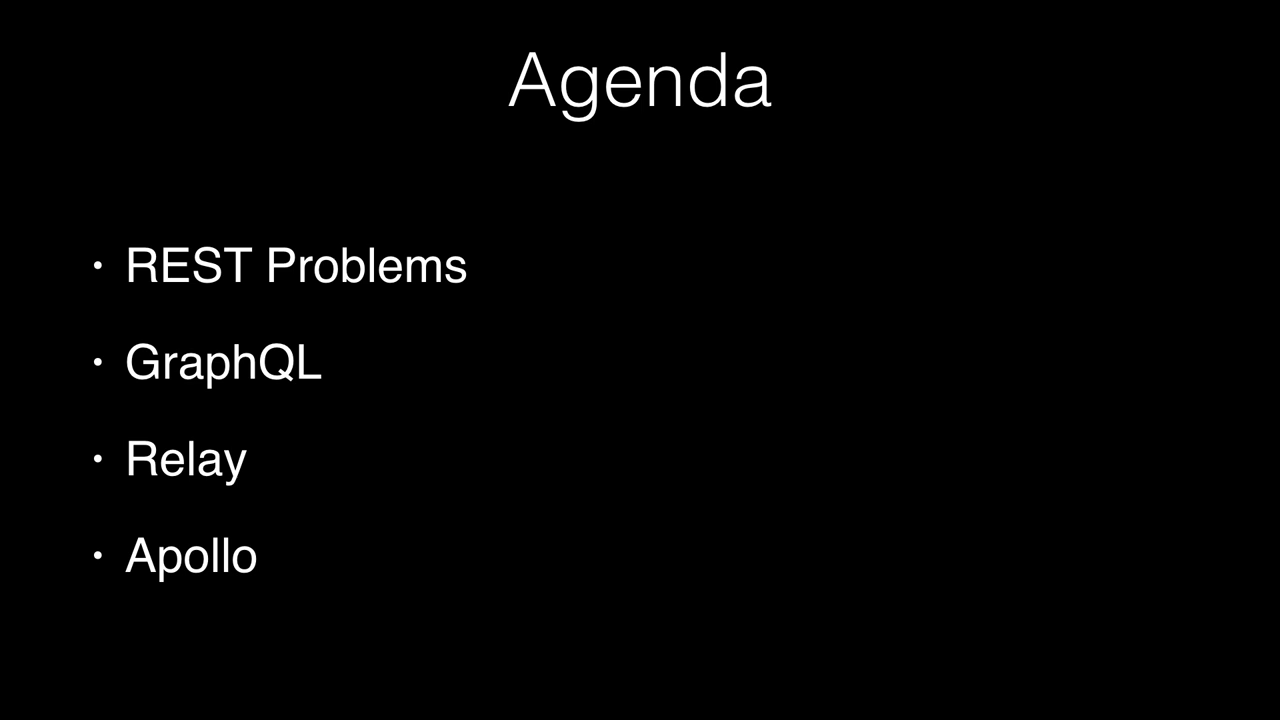 Agenda
• REST Problems
• GraphQL
• Relay
• Apollo